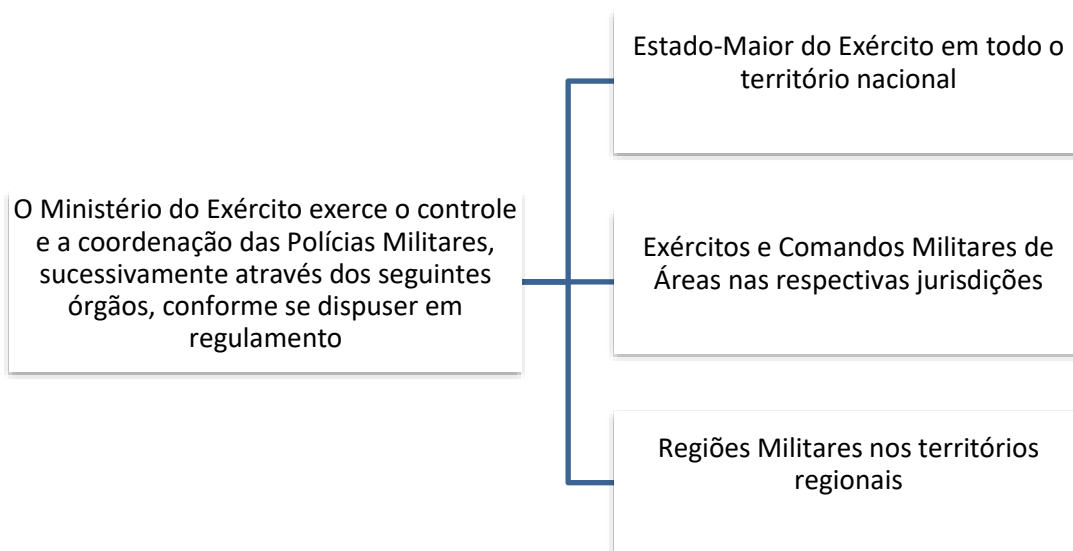 O Ministério do Exército exerce o controle
e a coordenação das Polícias Militares,
sucessivamente através dos seguintes
órgãos, conforme se dispuser em
regulamento
Estado-Maior do Exército em todo o
território nacional
Exércitos e Comandos Militares de
Áreas nas respectivas jurisdições
Regiões Militares nos territórios
regionais